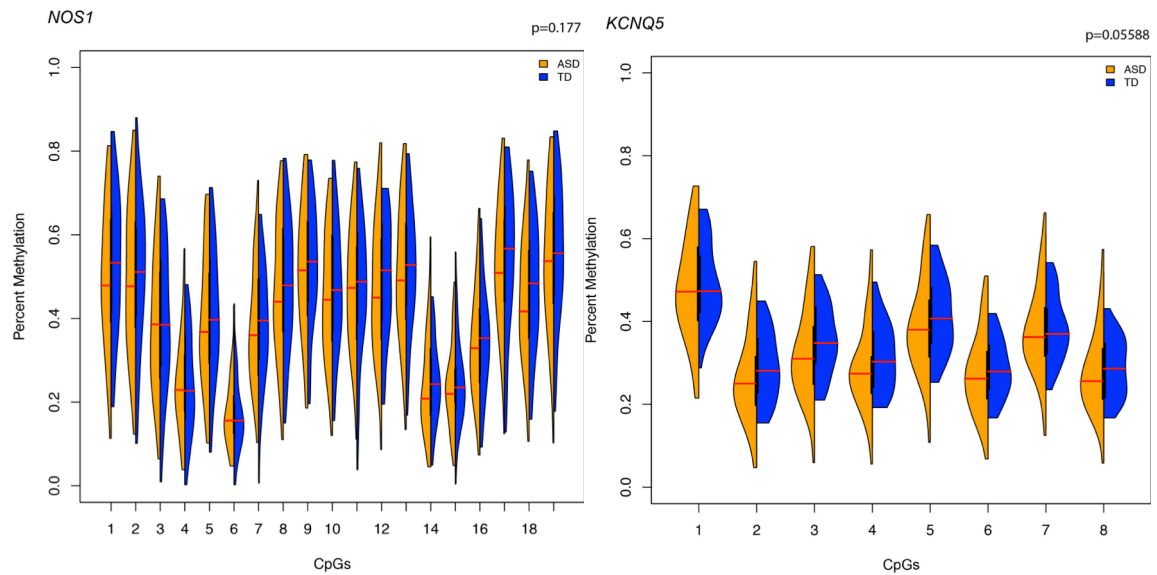 NOS1
p=0.177
ASD
TD
Percent Methylation
1.0
0.8
0.6
0.4
0.2
0.0
1 2 3 4 5 6 7 8 9 10 12 14 16 18
CpGs
KCNQ5
p=0.05588
ASD
TD
Percent Methylation
1.0
0.8
0.6
0.4
0.2
0.0
1 2 3 4 5 6 7 8
CpGs